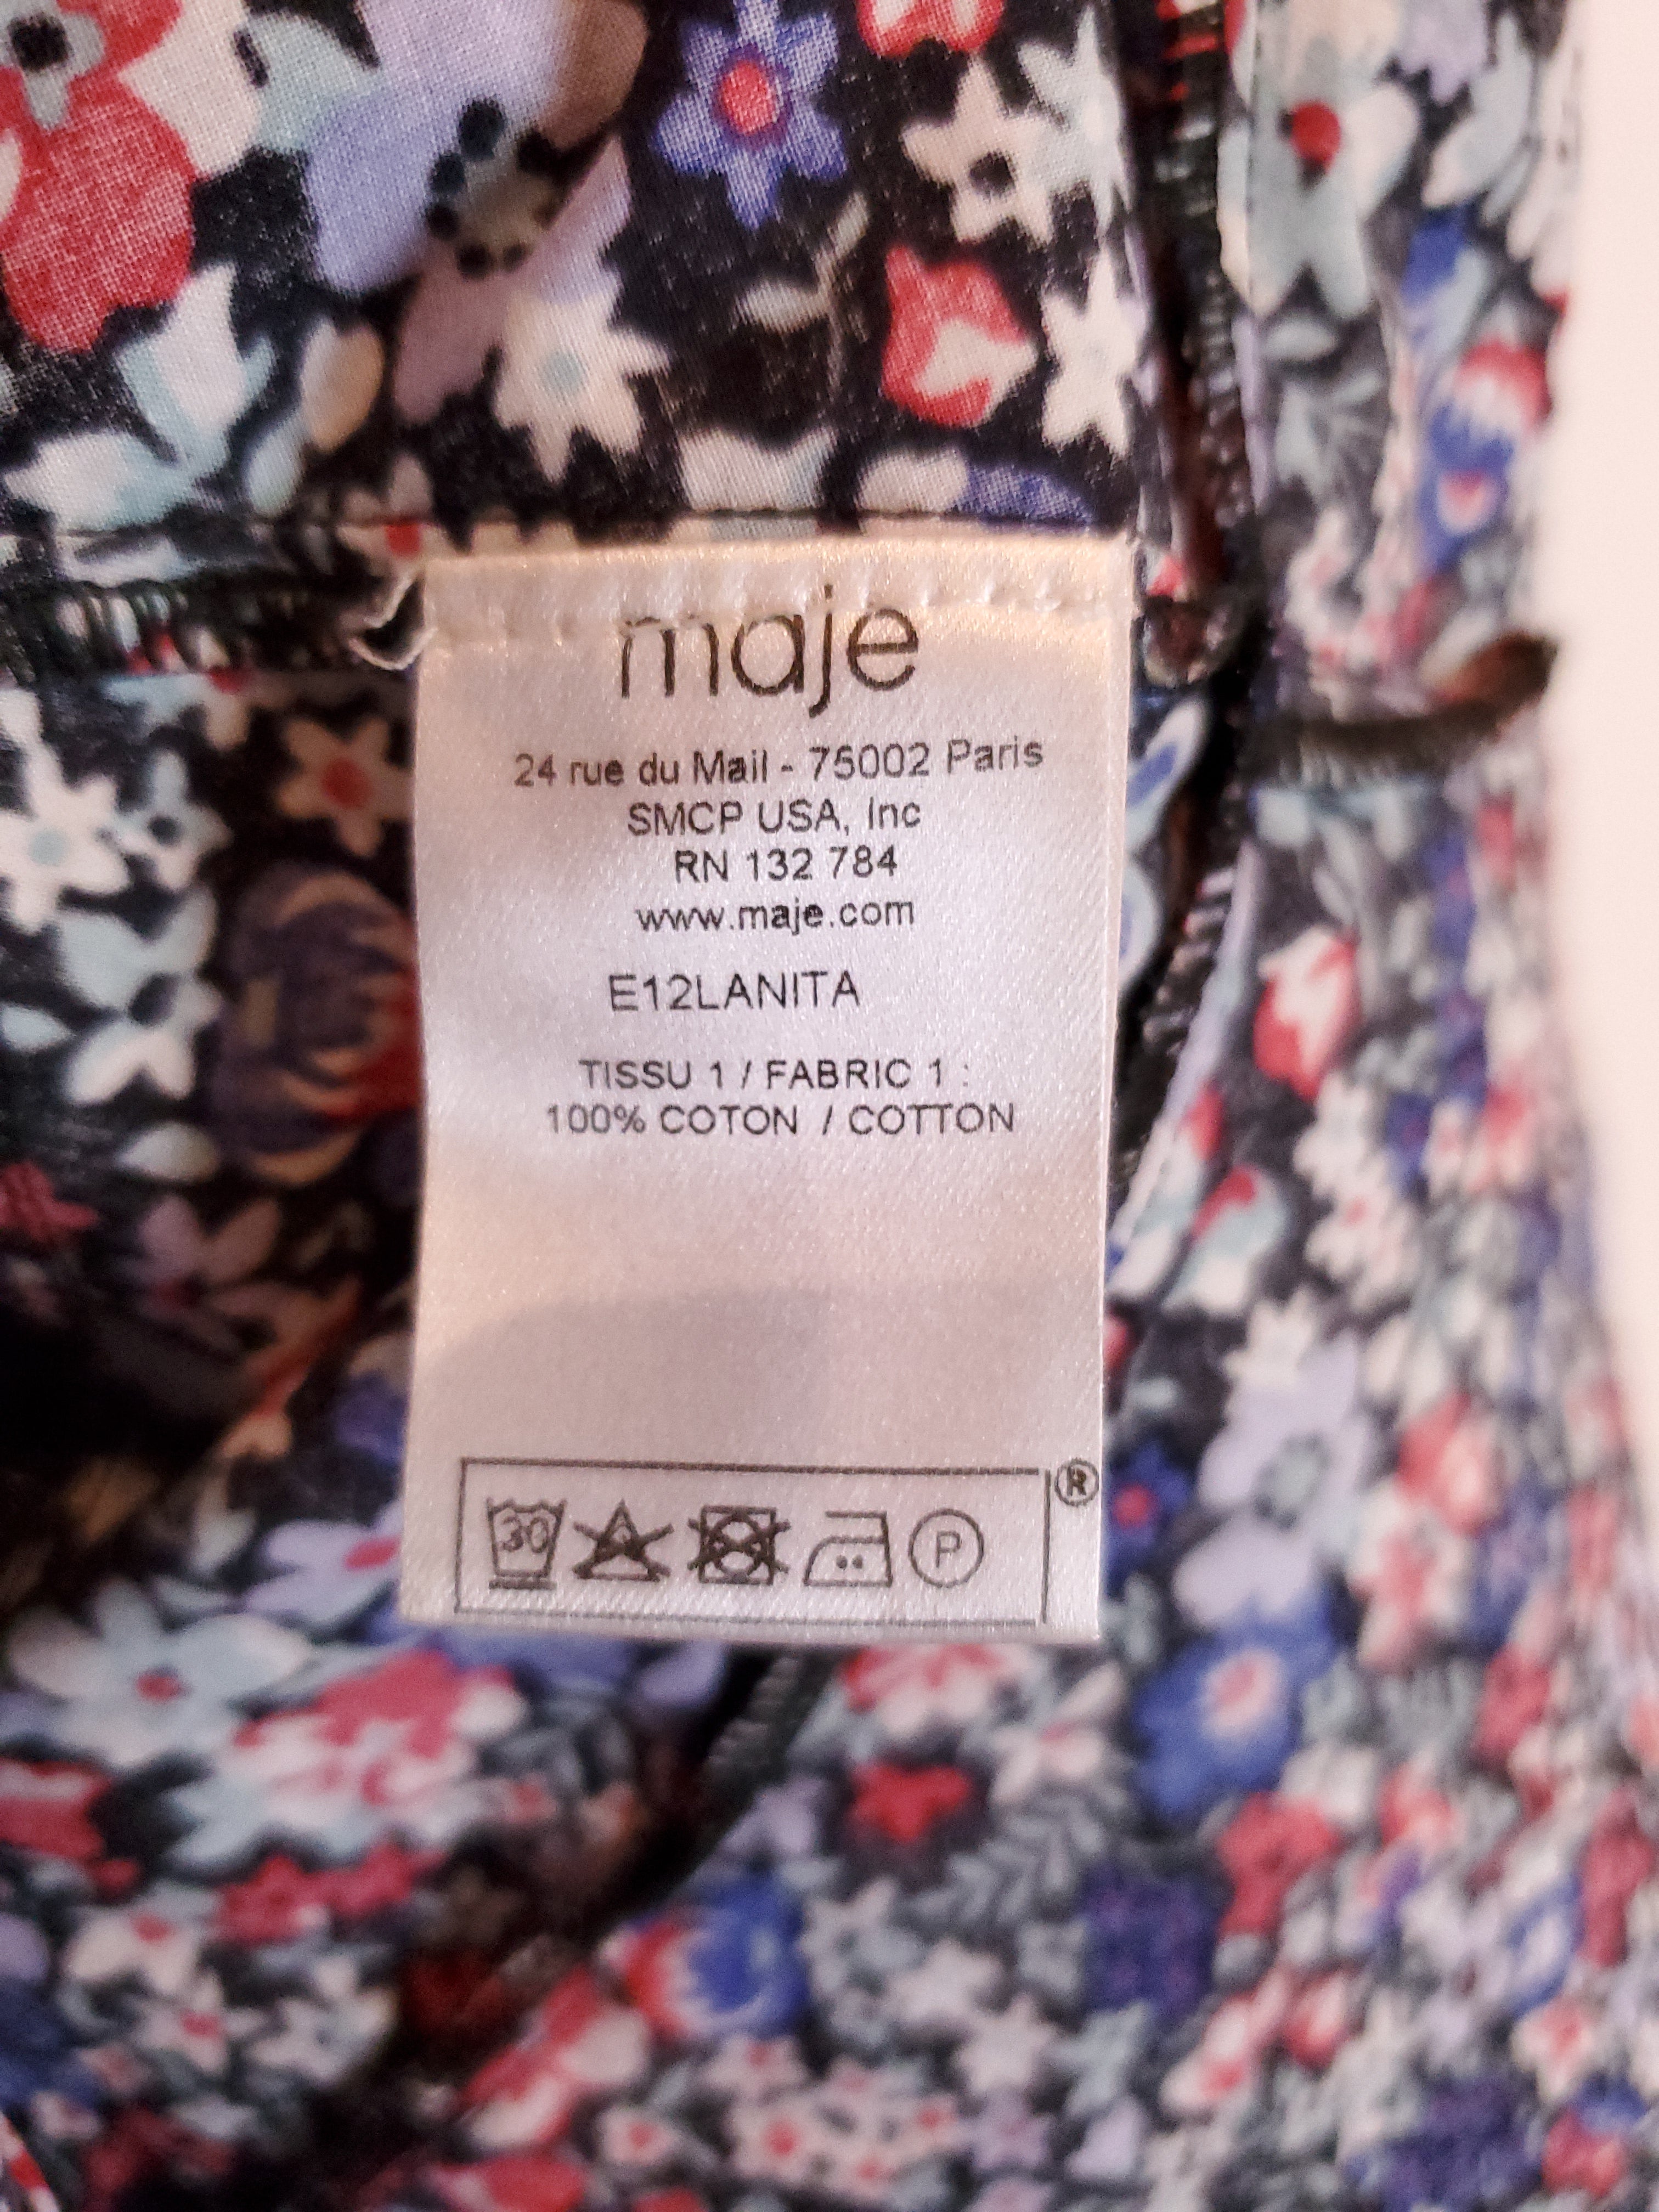 maje
24 rue du Mail - 75002 Paris
SMCP USA, Inc
RN 132 784
www.maje.com
E12LANITA
TISSU 1 / FABRIC 1 :
100% COTON / COTTON
®
30 P